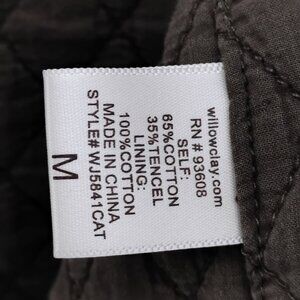 willowclay.com
RN # 93608
SELF:
65%COTTON
35%TENCEL
LINING:
100%COTTON
MADE IN CHINA
STYLE#WJ5841CAT
M